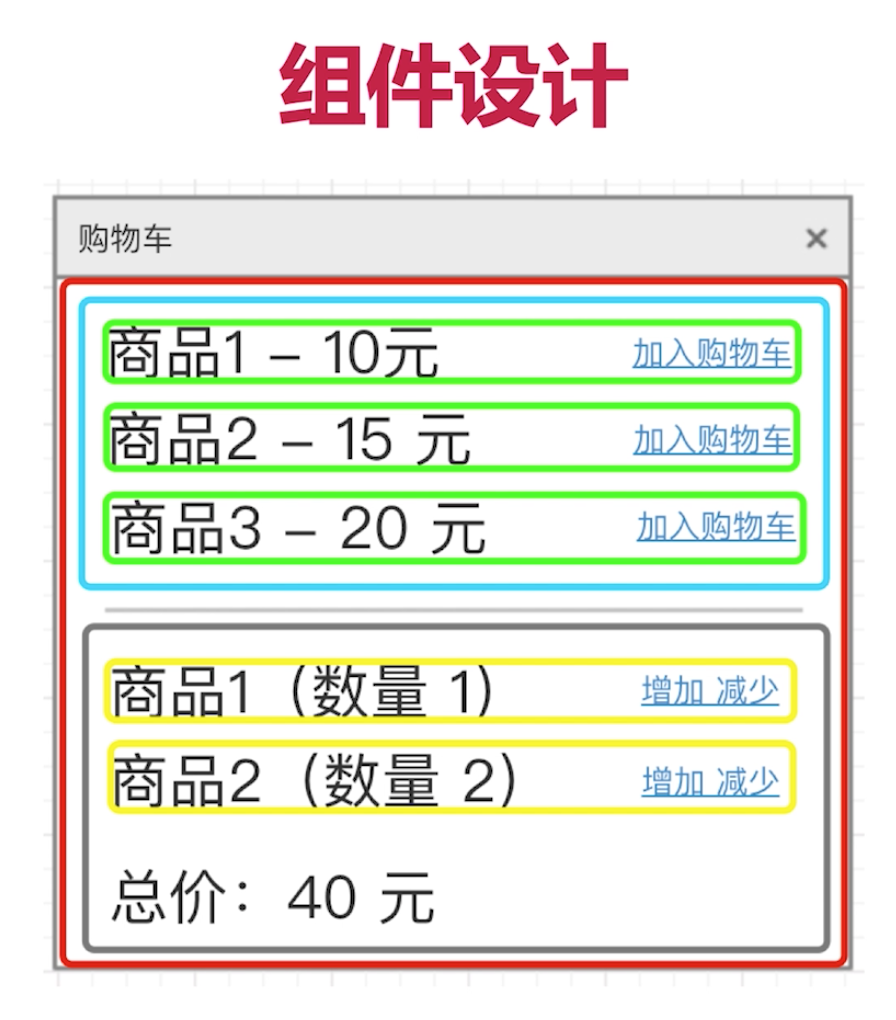 组件设计
购物车 ×
商品1 – 10元 加入购物车
商品2 – 15 元 加入购物车
商品3 – 20 元 加入购物车
商品1（数量 1） 增加 减少
商品2（数量 2） 增加 减少
总价：40 元